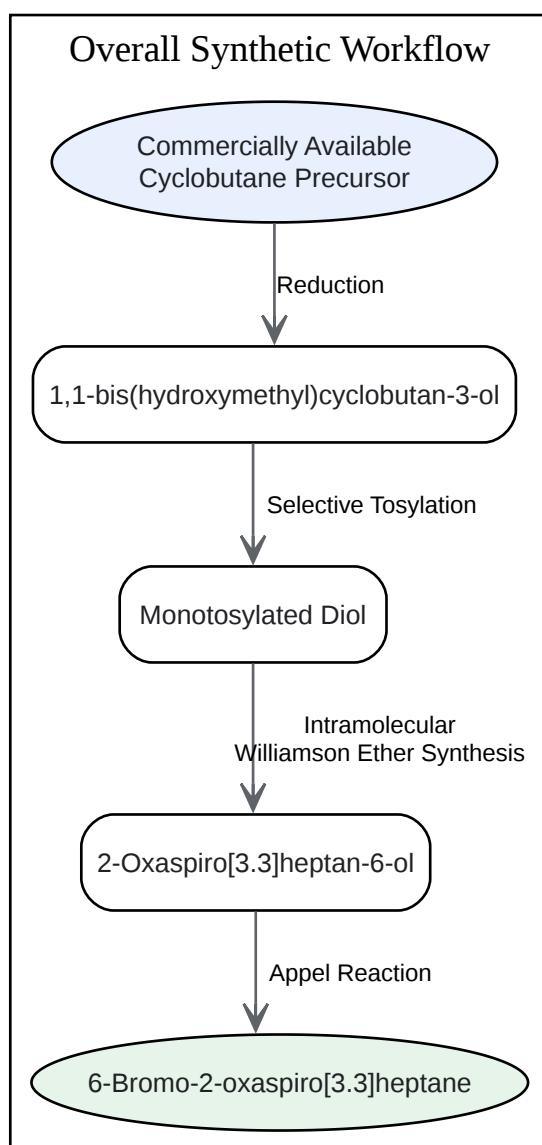 Overall Synthetic Workflow
Commercially Available
Cyclobutane Precursor
Reduction
1,1-bis(hydroxymethyl)cyclobutan-3-ol
Selective Tosylation
Monotosylated Diol
Intramolecular
Williamson Ether Synthesis
2-Oxaspiro[3.3]heptan-6-ol
Appel Reaction
6-Bromo-2-oxaspiro[3.3]heptane